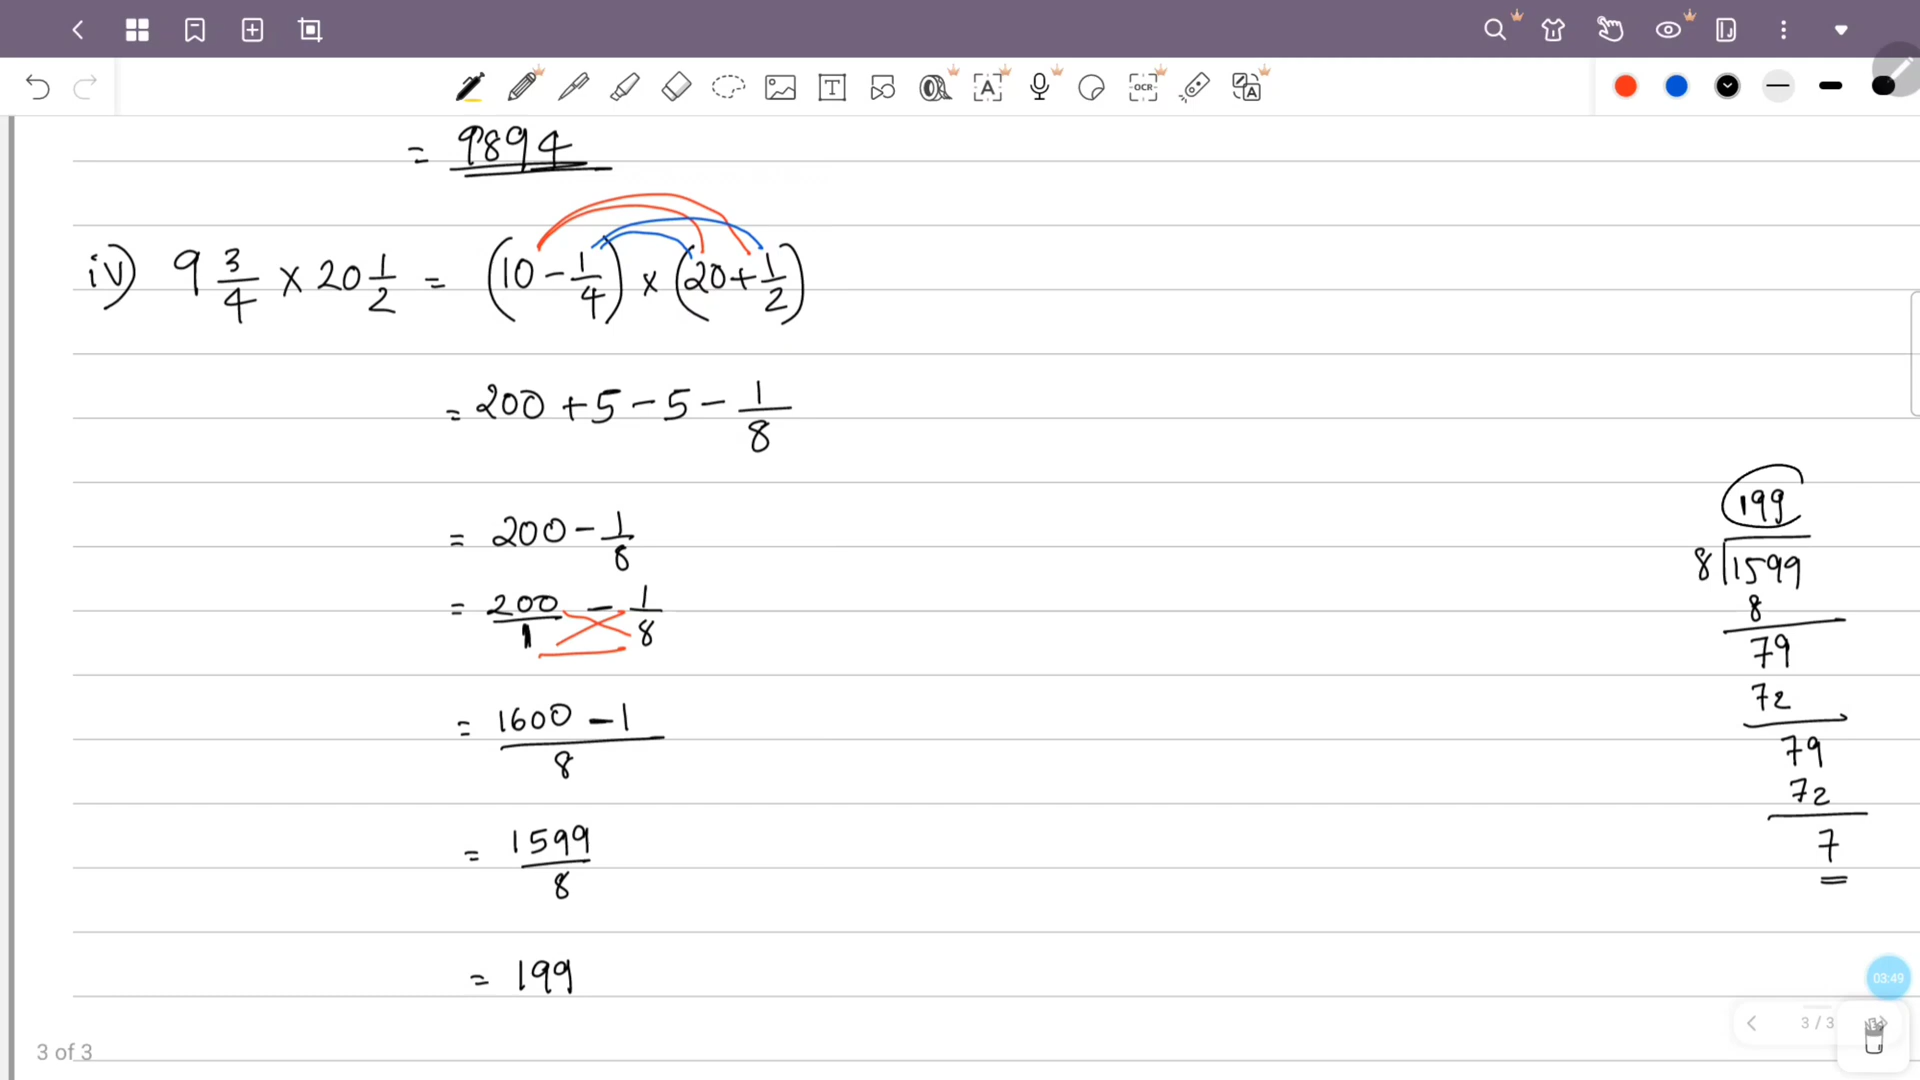 = 9894
iv) 9 3/4 × 20 1/2 = (10 - 1/4) × (20 + 1/2)
= 200 + 5 - 5 - 1/8
= 200 - 1/8
= 200/1 - 1/8
= 1600 - 1 / 8
= 1599/8
= 199
199
8 1599
8
79
72
79
72
7
03:49
3 / 3
3 of 3
T
A
OCR
A